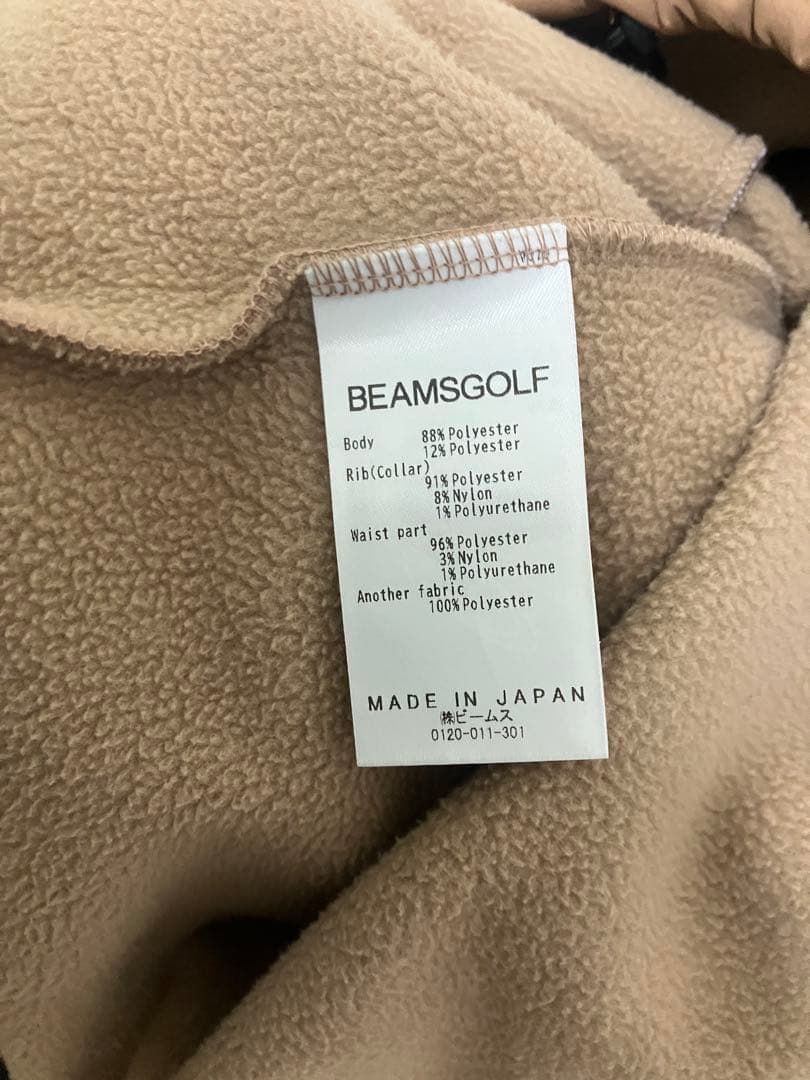 BEAMSGOLF
Body 88% Polyester
12% Polyester
Rib(Collar)
91% Polyester
8% Nylon
1% Polyurethane
Waist part
96% Polyester
3% Nylon
1% Polyurethane
Another fabric
100% Polyester
MADE IN JAPAN
㈱ビームス
0120-011-301